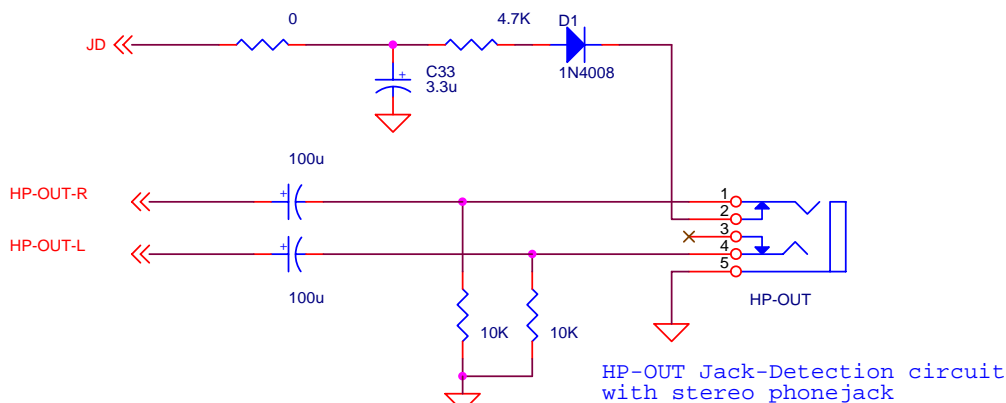 0
4.7K
D1
JD
1N4008
C33
3.3u
100u
HP-OUT-R
1
2
HP-OUT-L
3
4
5
100u
HP-OUT
10K
10K
HP-OUT Jack-Detection circuit
with stereo phonejack